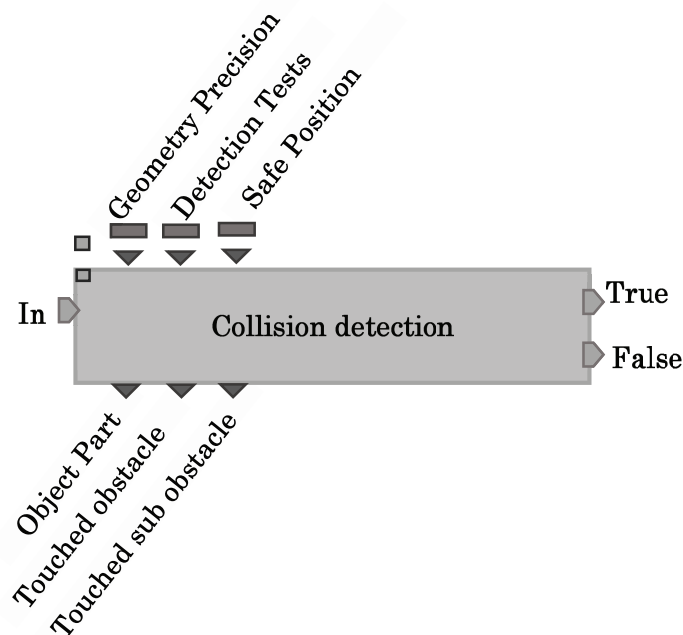 Geometry Precision
Detection Tests
Safe Position
In
Collision detection
True
False
Object Part
Touched obstacle
Touched sub obstacle